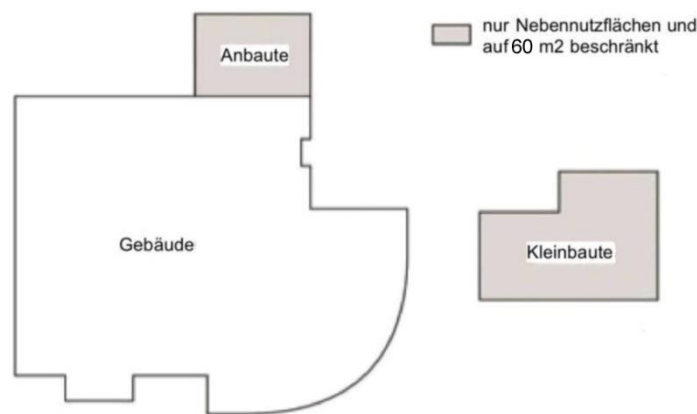 nur Nebennutzflächen und
auf 60 m2 beschränkt
Anbaute
Gebäude
Kleinbaute